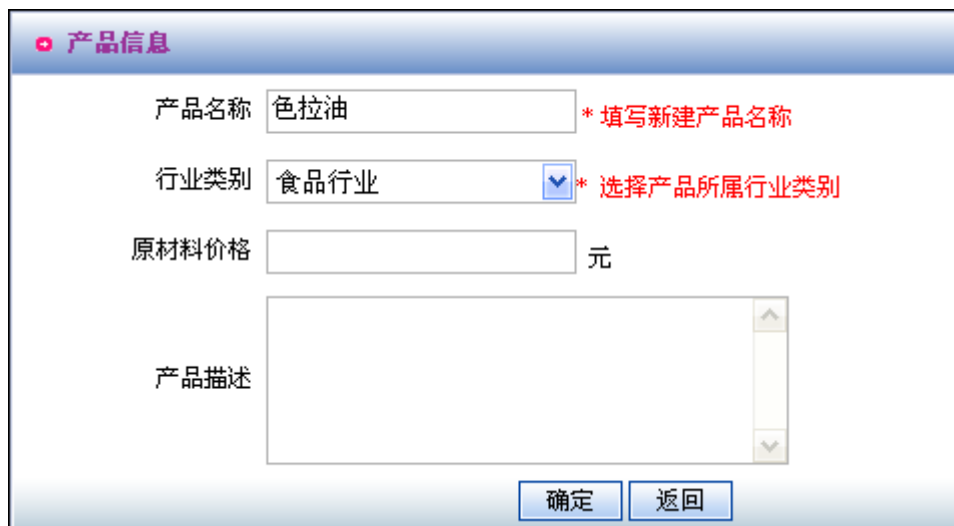 产品信息
产品名称 色拉油 * 填写新建产品名称
行业类别 食品行业 * 选择产品所属行业类别
原材料价格 元
产品描述
确定 返回